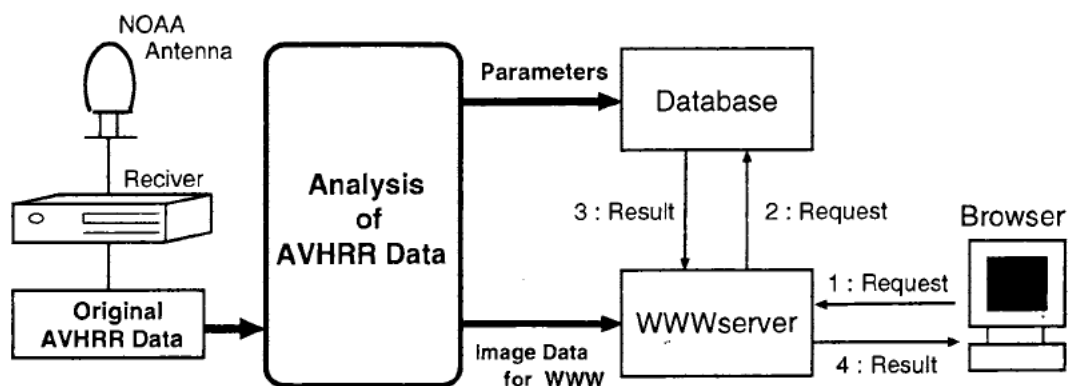 NOAA
Antenna
Reciver
Original
AVHRR Data
Analysis
of
AVHRR Data
Parameters
Database
3 : Result
2 : Request
WWWserver
Image Data
for WWW
Browser
1 : Request
4 : Result